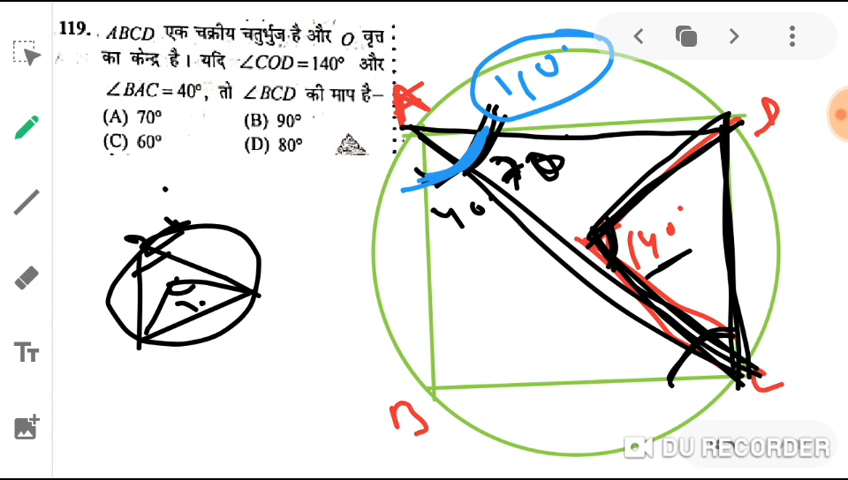 119. ABCD एक चक्रीय चतुर्भुज है और O वृत्त
का केन्द्र है। यदि ∠COD = 140° और
∠BAC = 40°, तो ∠BCD की माप है–
(A) 70° (B) 90°
(C) 60° (D) 80°
110°
A
D
70
40°
140°
B
C
DU RECORDER
Tт